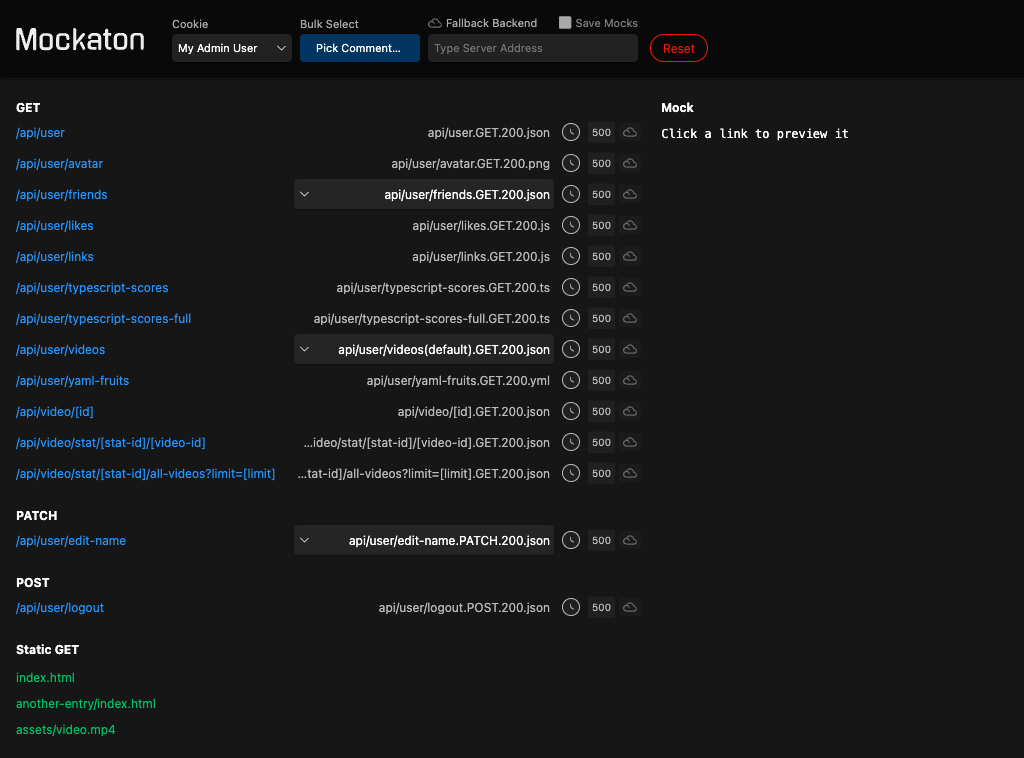 Mockaton
Cookie
My Admin User
Bulk Select
Pick Comment…
Fallback Backend
Save Mocks
Type Server Address
Reset
GET
/api/user api/user.GET.200.json 500
/api/user/avatar api/user/avatar.GET.200.png 500
/api/user/friends api/user/friends.GET.200.json 500
/api/user/likes api/user/likes.GET.200.js 500
/api/user/links api/user/links.GET.200.js 500
/api/user/typescript-scores api/user/typescript-scores.GET.200.ts 500
/api/user/typescript-scores-full api/user/typescript-scores-full.GET.200.ts 500
/api/user/videos api/user/videos(default).GET.200.json 500
/api/user/yaml-fruits api/user/yaml-fruits.GET.200.yml 500
/api/video/[id] api/video/[id].GET.200.json 500
/api/video/stat/[stat-id]/[video-id] …ideo/stat/[stat-id]/[video-id].GET.200.json 500
/api/video/stat/[stat-id]/all-videos?limit=[limit] …tat-id]/all-videos?limit=[limit].GET.200.json 500
PATCH
/api/user/edit-name api/user/edit-name.PATCH.200.json 500
POST
/api/user/logout api/user/logout.POST.200.json 500
Static GET
index.html
another-entry/index.html
assets/video.mp4
Mock
Click a link to preview it